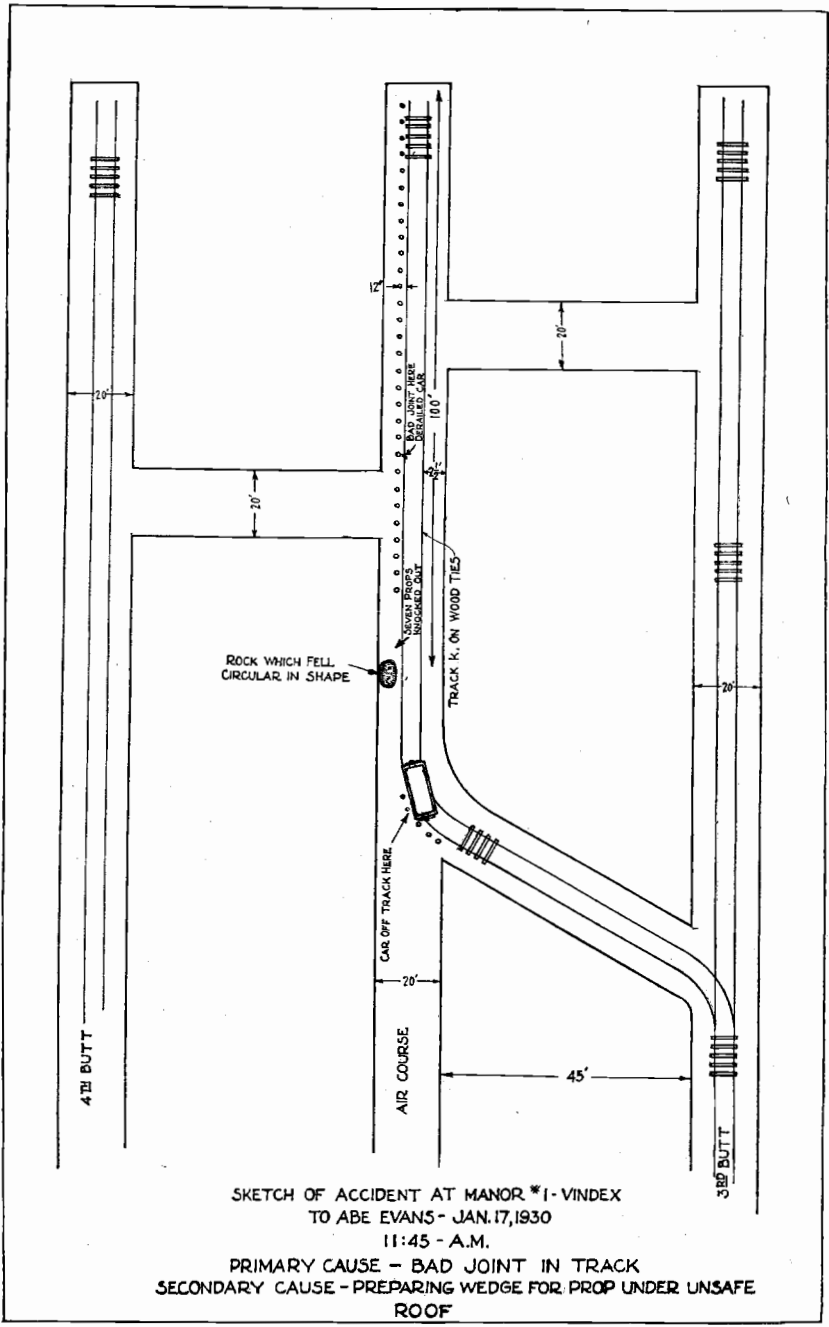 12"
BAD JOINT HERE
DERAILED CAR
100'
20'
20'
20'
2½'
SEVEN PROPS
KNOCKED OUT
TRACK K. ON WOOD TIES
ROCK WHICH FELL
CIRCULAR IN SHAPE
20'
CAR OFF TRACK HERE
20'
4TH BUTT
AIR COURSE
45'
3RD BUTT
SKETCH OF ACCIDENT AT MANOR #1 - VINDEX
TO ABE EVANS - JAN. 17, 1930
11:45 - A.M.
PRIMARY CAUSE - BAD JOINT IN TRACK
SECONDARY CAUSE - PREPARING WEDGE FOR PROP UNDER UNSAFE
ROOF